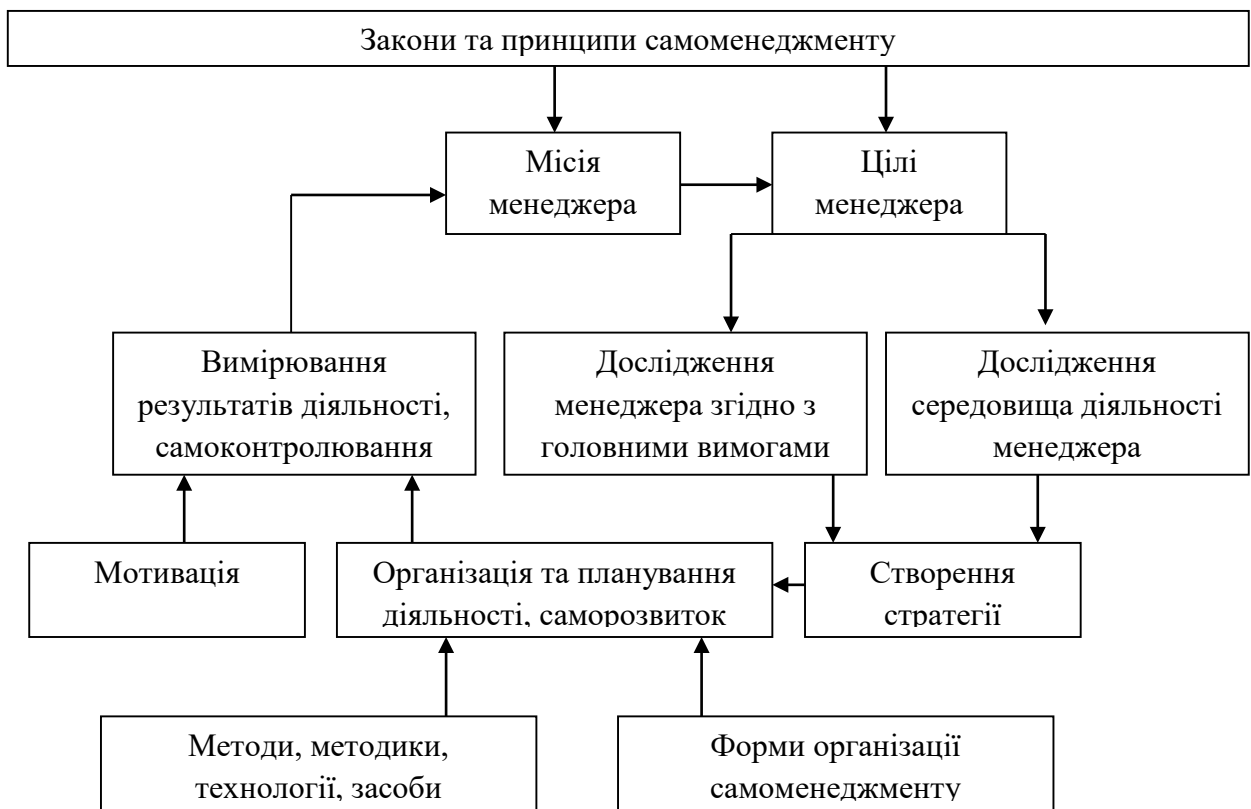 Закони та принципи самоменеджменту
Місія
менеджера
Цілі
менеджера
Вимірювання
результатів діяльності,
самоконтролювання
Дослідження
менеджера згідно з
головними вимогами
Дослідження
середовища діяльності
менеджера
Мотивація
Організація та планування
діяльності, саморозвиток
Створення
стратегії
Методи, методики,
технології, засоби
Форми організації
самоменеджменту